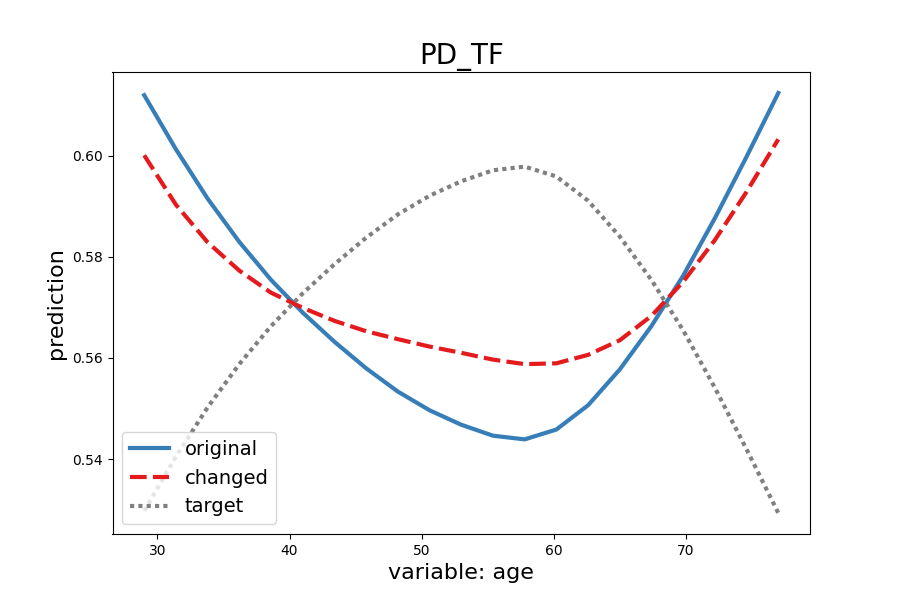 PD_TF
prediction
0.60
0.58
0.56
0.54
original
changed
target
30 40 50 60 70
variable: age